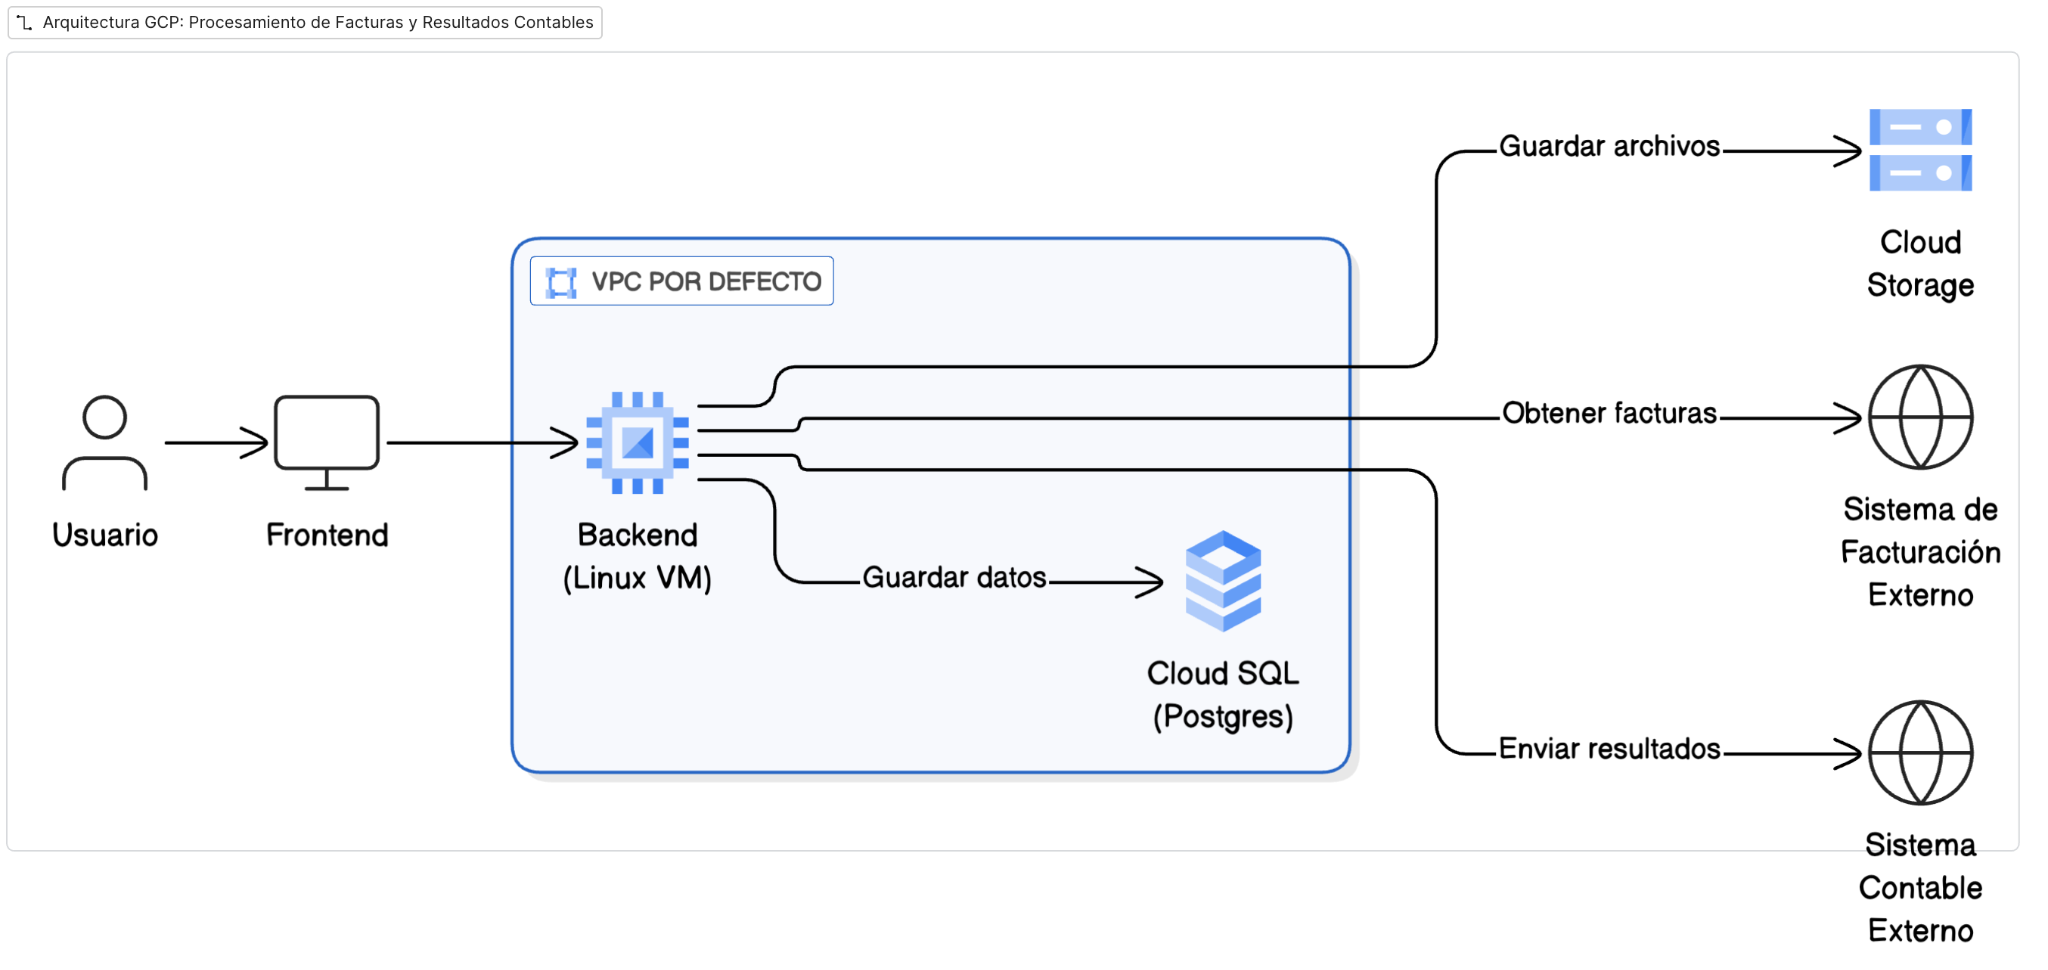 Arquitectura GCP: Procesamiento de Facturas y Resultados Contables
Guardar archivos
Cloud
Storage
VPC POR DEFECTO
Obtener facturas
Sistema de
Facturación
Externo
Usuario
Frontend
Backend
(Linux VM)
Guardar datos
Cloud SQL
(Postgres)
Enviar resultados
Sistema
Contable
Externo